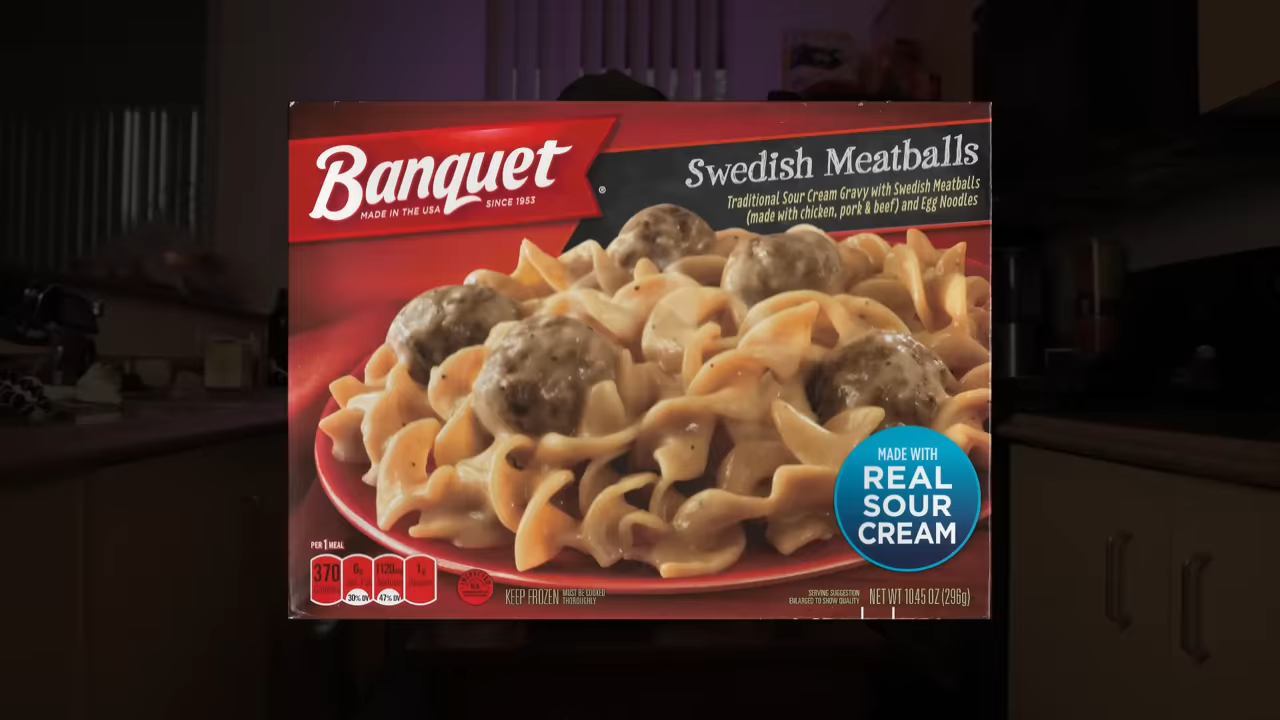 Banquet
®
MADE IN THE USA
SINCE 1953
Swedish Meatballs
Traditional Sour Cream Gravy with Swedish Meatballs
(made with chicken, pork & beef) and Egg Noodles
MADE WITH
REAL
SOUR
CREAM
PER 1 MEAL
370
6g
1120mg
1g
30% DV
47% DV
KEEP FROZEN
MUST BE COOKED
THOROUGHLY
SERVING SUGGESTION
ENLARGED TO SHOW QUALITY
NET WT 10.45 OZ (296g)